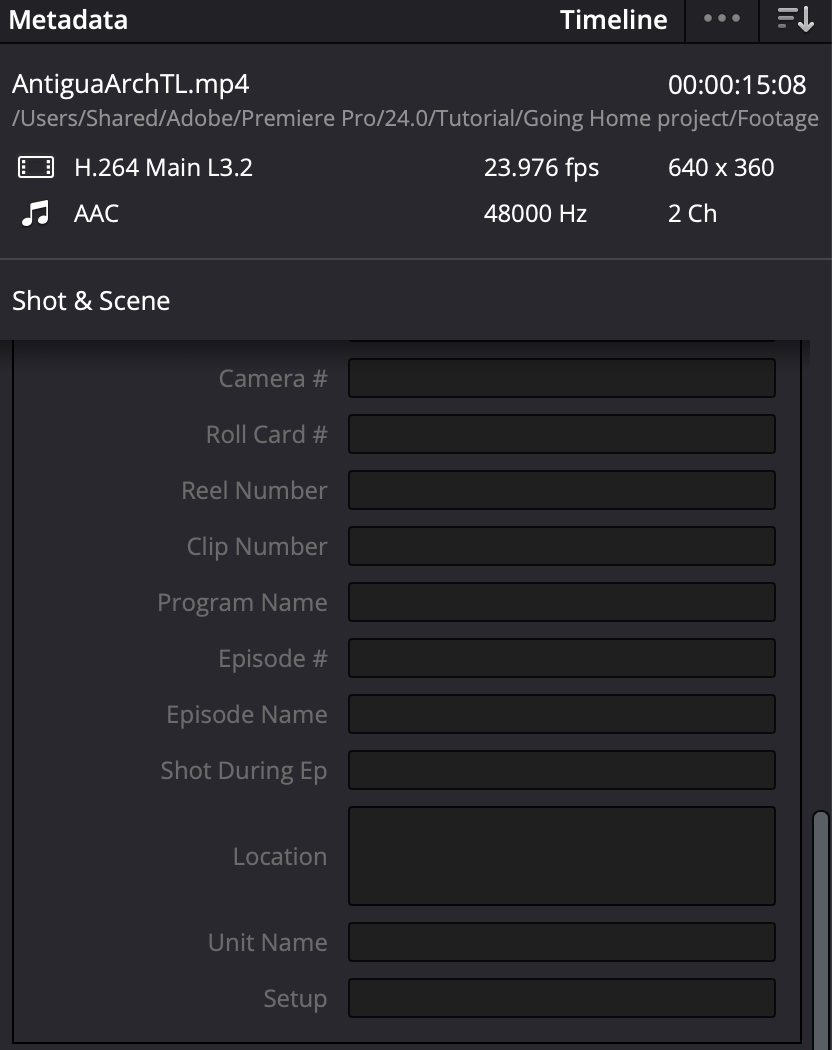 Metadata Timeline
AntiguaArchTL.mp4 00:00:15:08
/Users/Shared/Adobe/Premiere Pro/24.0/Tutorial/Going Home project/Footage
H.264 Main L3.2 23.976 fps 640 x 360
AAC 48000 Hz 2 Ch
Shot & Scene
Camera #
Roll Card #
Reel Number
Clip Number
Program Name
Episode #
Episode Name
Shot During Ep
Location
Unit Name
Setup